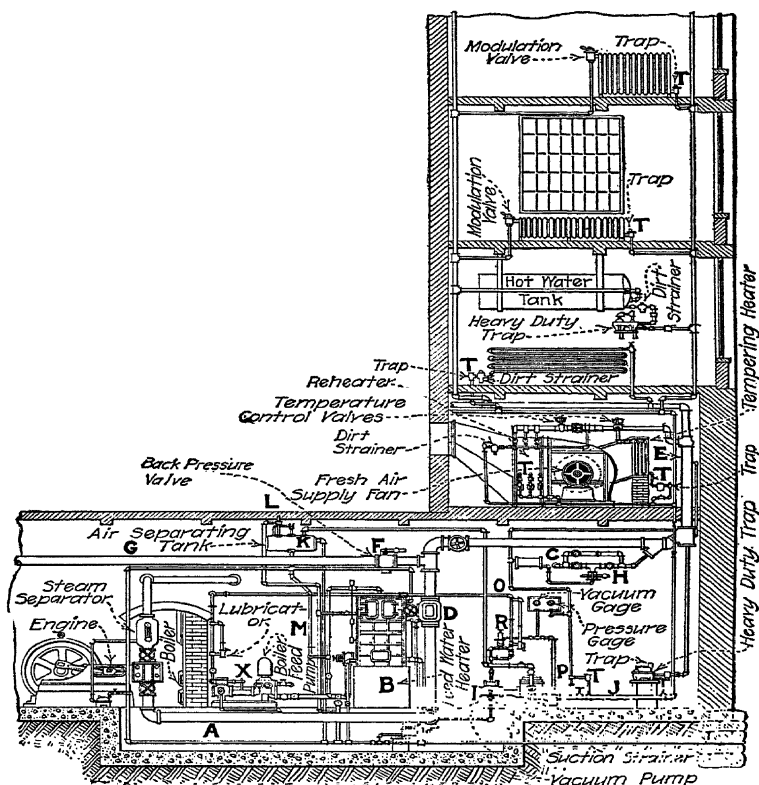 Modulation
Valve
Trap
T
Modulation
Valve
Trap
T
Hot Water
Tank
Dirt
Strainer
Heavy Duty
Trap
Trap
T
Dirt Strainer
Reheater
Temperature
Control Valves
Dirt
Strainer
Fresh Air
Supply Fan
T
E
T
Tempering Heater
Trap
Heavy Duty Trap
Back Pressure
Valve
L
Air Separating
Tank
G
K
F
C
H
Steam
Separator
Engine
Boiler
Lubricat-
or
M
X
Boiler
Feed
Pump
B
D
Feed Water
Heater
O
R
I
Vacuum
Gage
Pressure
Gage
Trap
P
T
J
A
Suction Strainer
Vacuum Pump